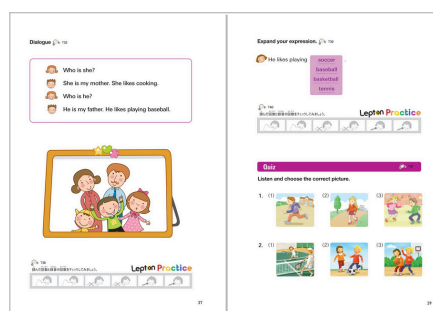 Dialogue
Who is she?
She is my mother. She likes cooking.
Who is he?
He is my father. He likes playing baseball.
Lepton Practice
37
Expand your expression.
He likes playing
soccer
baseball
basketball
tennis
Lepton Practice
Quiz
Listen and choose the correct picture.
1. (1) (2) (3)
2. (1) (2) (3)
39